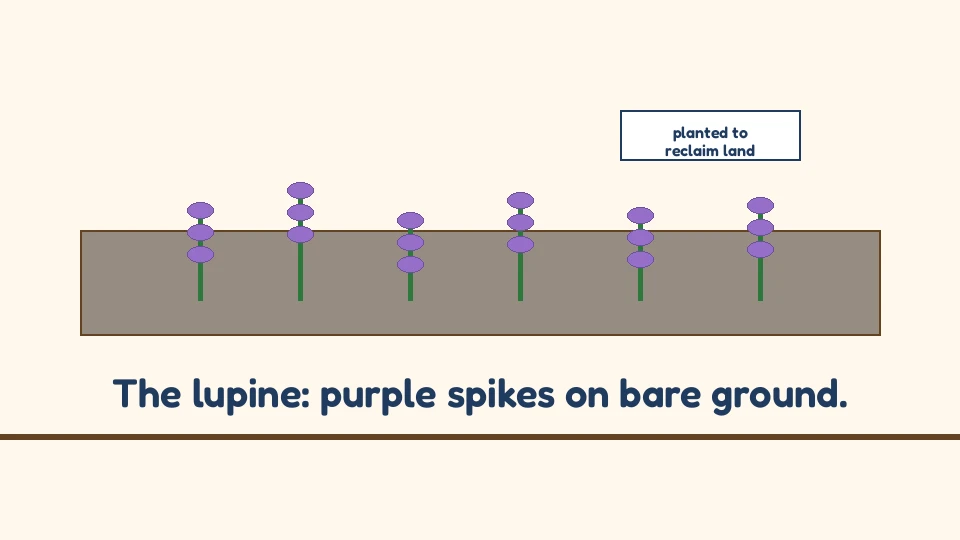 planted to
reclaim land
The lupine: purple spikes on bare ground.